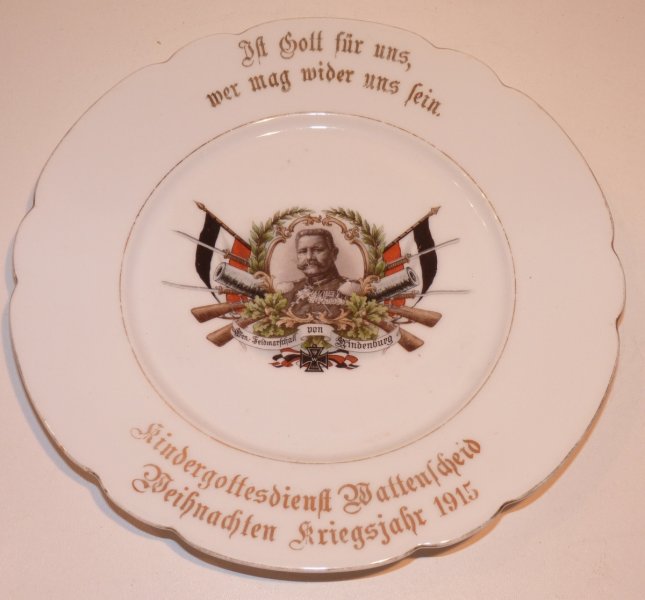 Ist Gott für uns,
wer mag wider uns sein.
Gen.-Feldmarschall von Hindenburg
Kindergottesdienst Wattenscheid
Weihnachten Kriegsjahr 1915